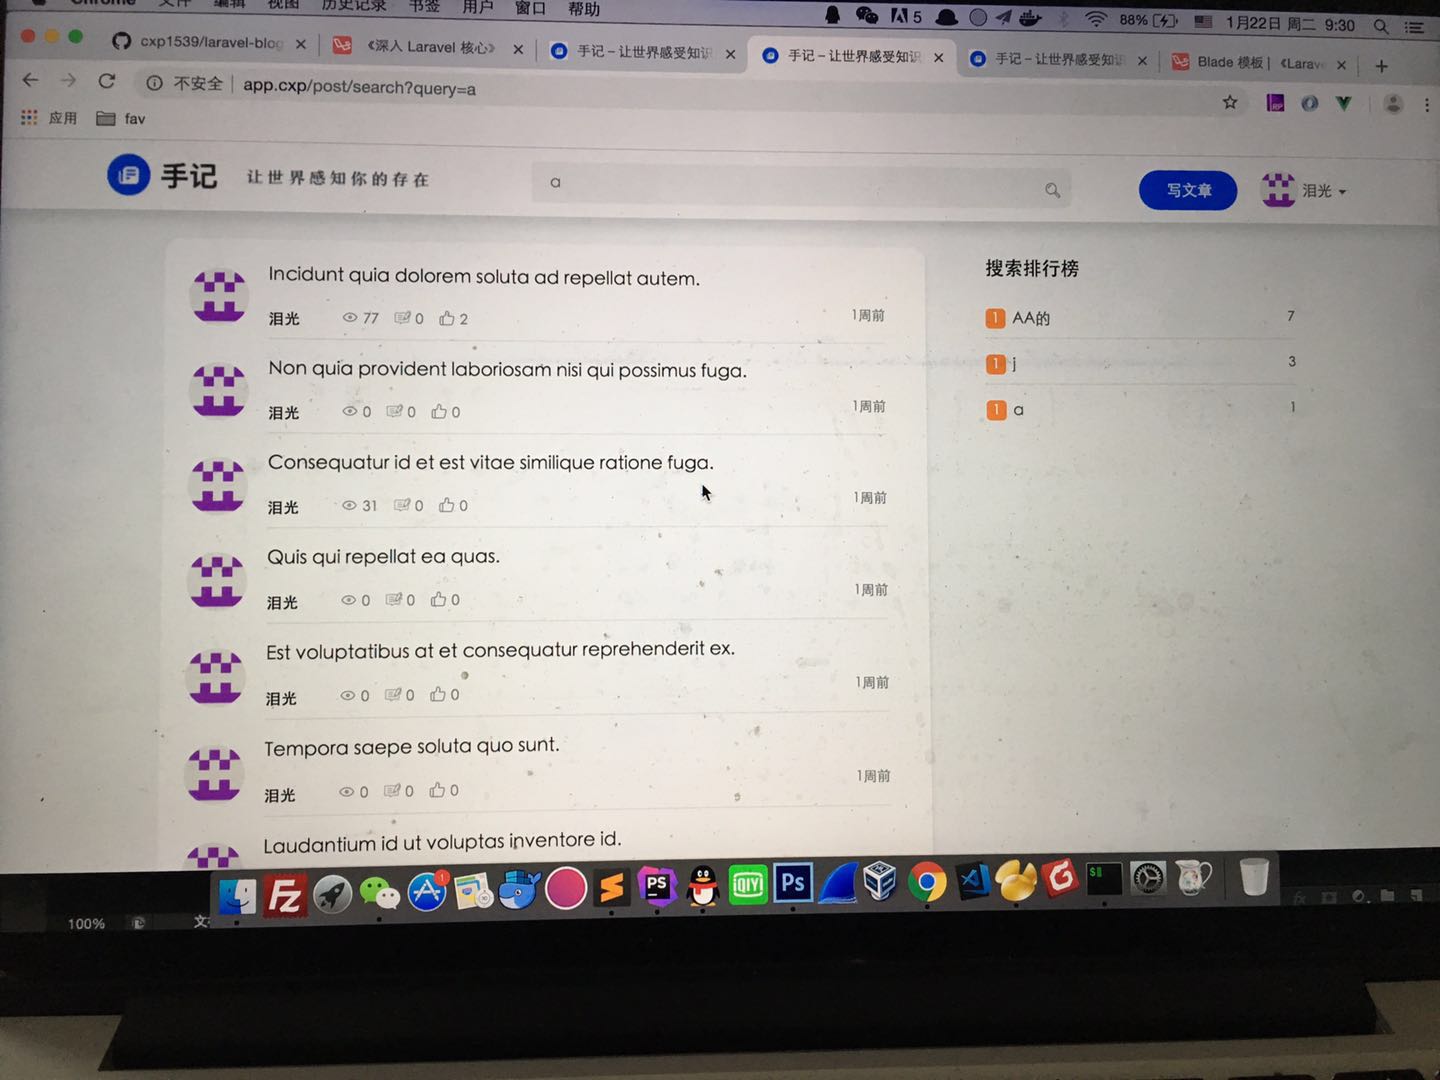 Chrome 文件 编辑 视图 历史记录 书签 用户 窗口 帮助
5 88% 1月22日 周二 9:30
cxp1539/laravel-blog
《深入 Laravel 核心》
手记 – 让世界感受知识
手记 – 让世界感受知识
手记 – 让世界感受知识
Blade 模板 | 《Larav
不安全 app.cxp/post/search?query=a
应用 fav
手记 让世界感知你的存在
a
写文章
泪光
Incidunt quia dolorem soluta ad repellat autem.
泪光 77 0 2 1周前
Non quia provident laboriosam nisi qui possimus fuga.
泪光 0 0 0 1周前
Consequatur id et est vitae similique ratione fuga.
泪光 31 0 0 1周前
Quis qui repellat ea quas.
泪光 0 0 0 1周前
Est voluptatibus at et consequatur reprehenderit ex.
泪光 0 0 0 1周前
Tempora saepe soluta quo sunt.
泪光 0 0 0 1周前
Laudantium id ut voluptas inventore id.
搜索排行榜
1 AA的 7
1 j 3
1 a 1
FZ
1
PS
iQIYI
Ps
$
100%
fx